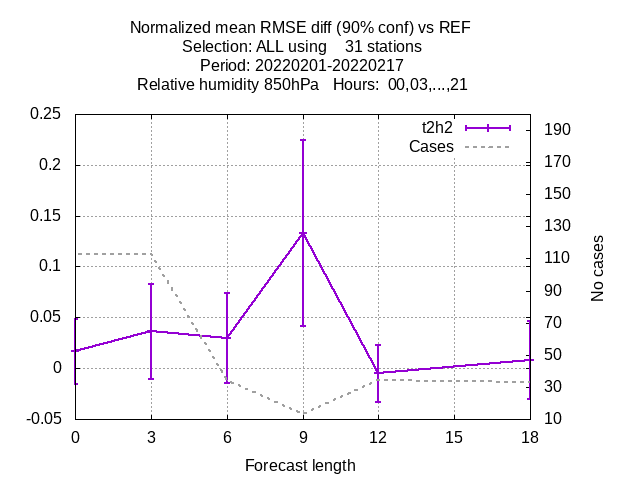 Normalized mean RMSE diff (90% conf) vs REF
Selection: ALL using    31 stations
Period: 20220201-20220217
Relative humidity 850hPa   Hours:  00,03,...,21
0.25
0.2
0.15
0.1
0.05
0
-0.05
t2h2
Cases
190
170
150
130
110
90
70
50
30
10
No cases
0 3 6 9 12 15 18
Forecast length